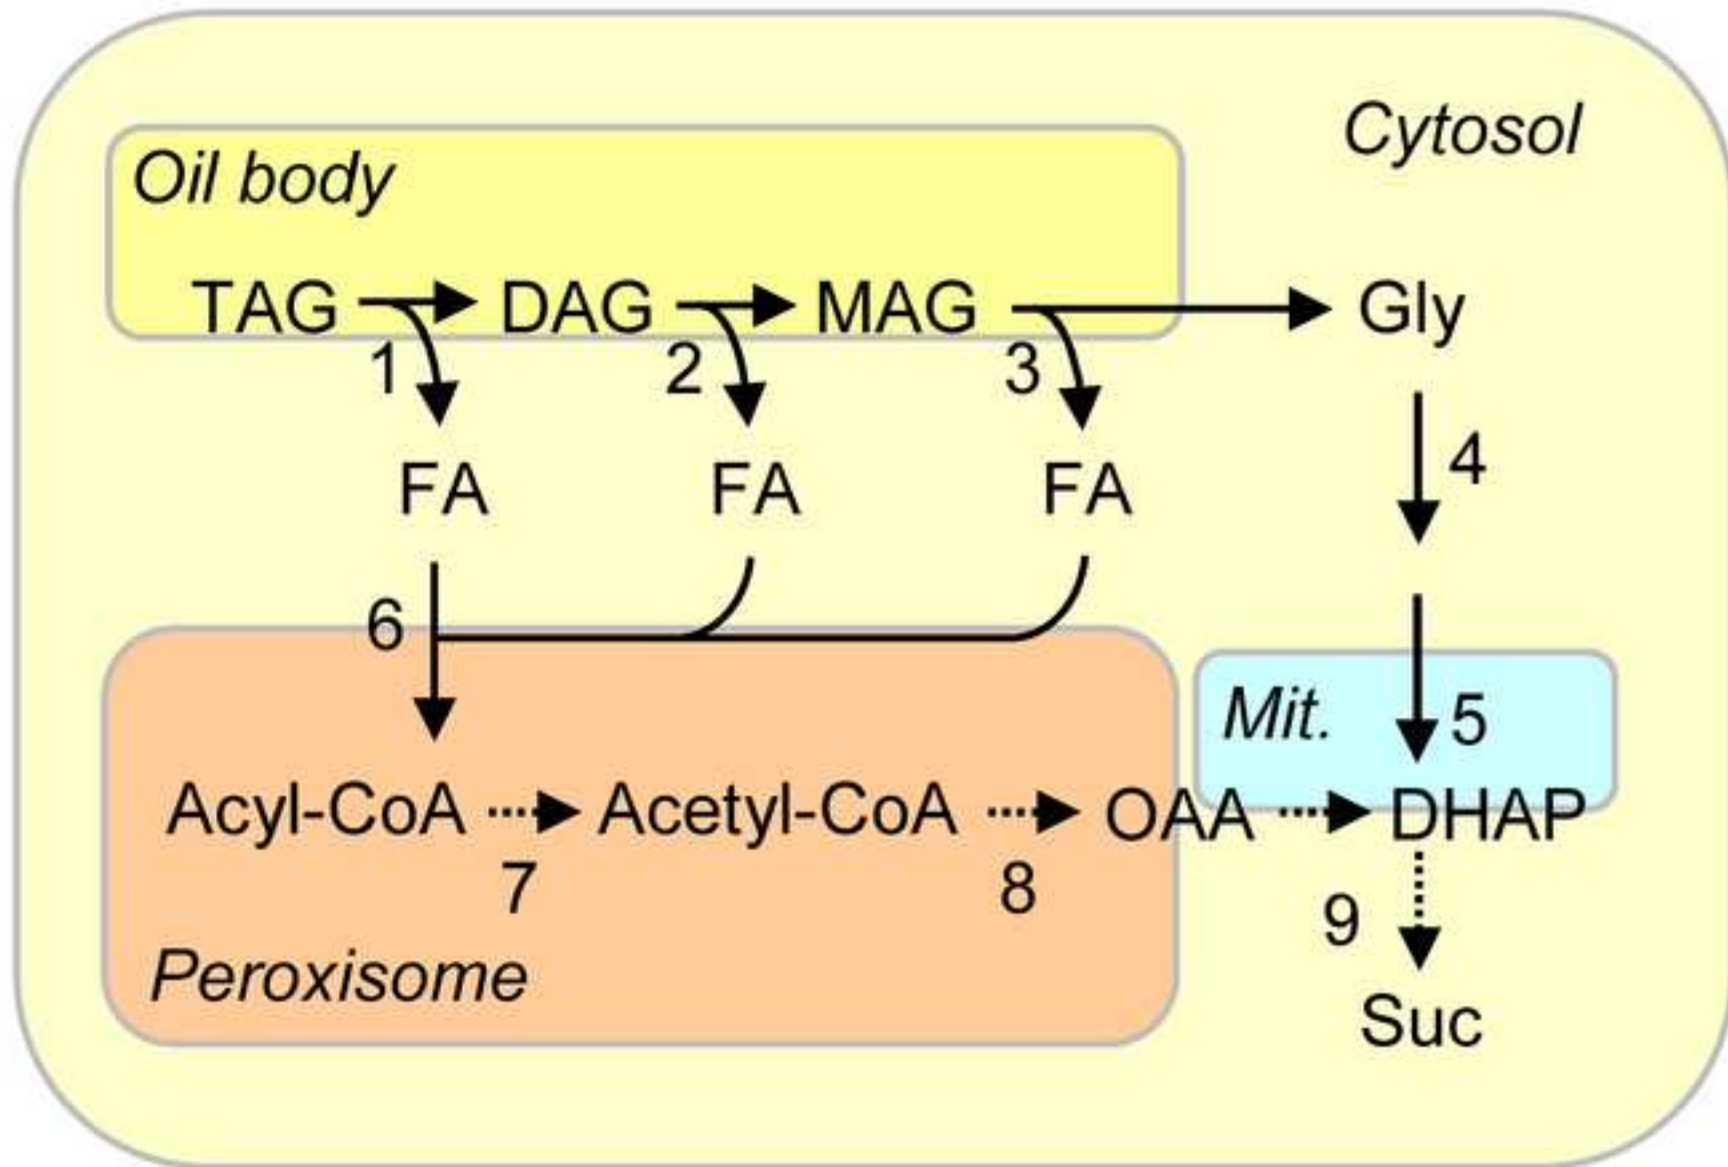 Cytosol
Oil body
TAG DAG MAG Gly
1 2 3
4
FA FA FA
6
Mit. 5
Acyl-CoA Acetyl-CoA OAA DHAP
7 8 9
Peroxisome
Suc